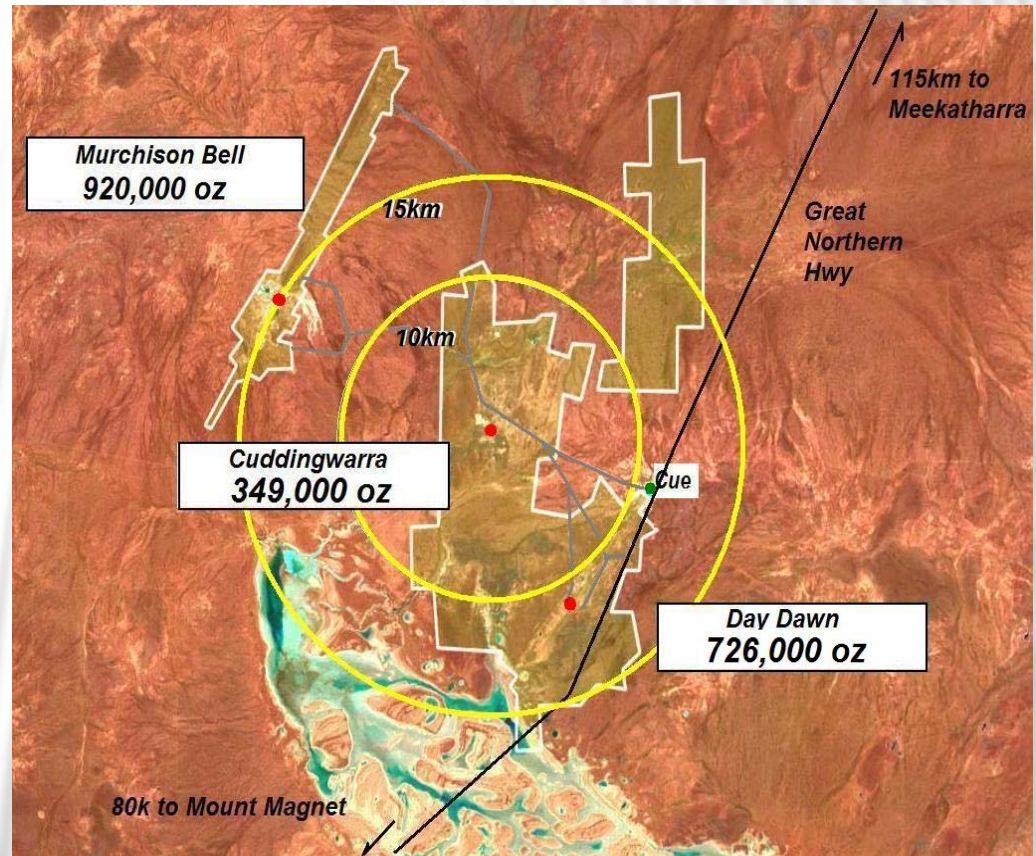 115km to
Meekatharra
Murchison Bell
920,000 oz
15km
Great
Northern
Hwy
10km
Cuddingwarra
349,000 oz
Cue
Day Dawn
726,000 oz
80k to Mount Magnet